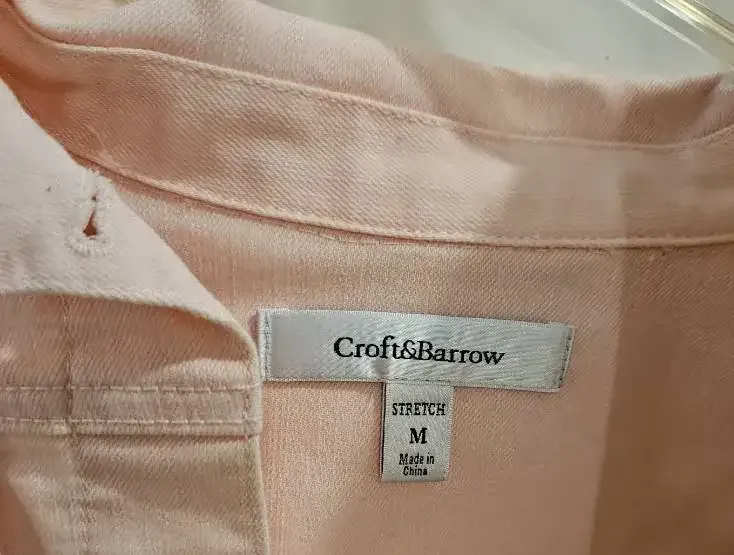 Croft&Barrow
STRETCH
M
Made in
China